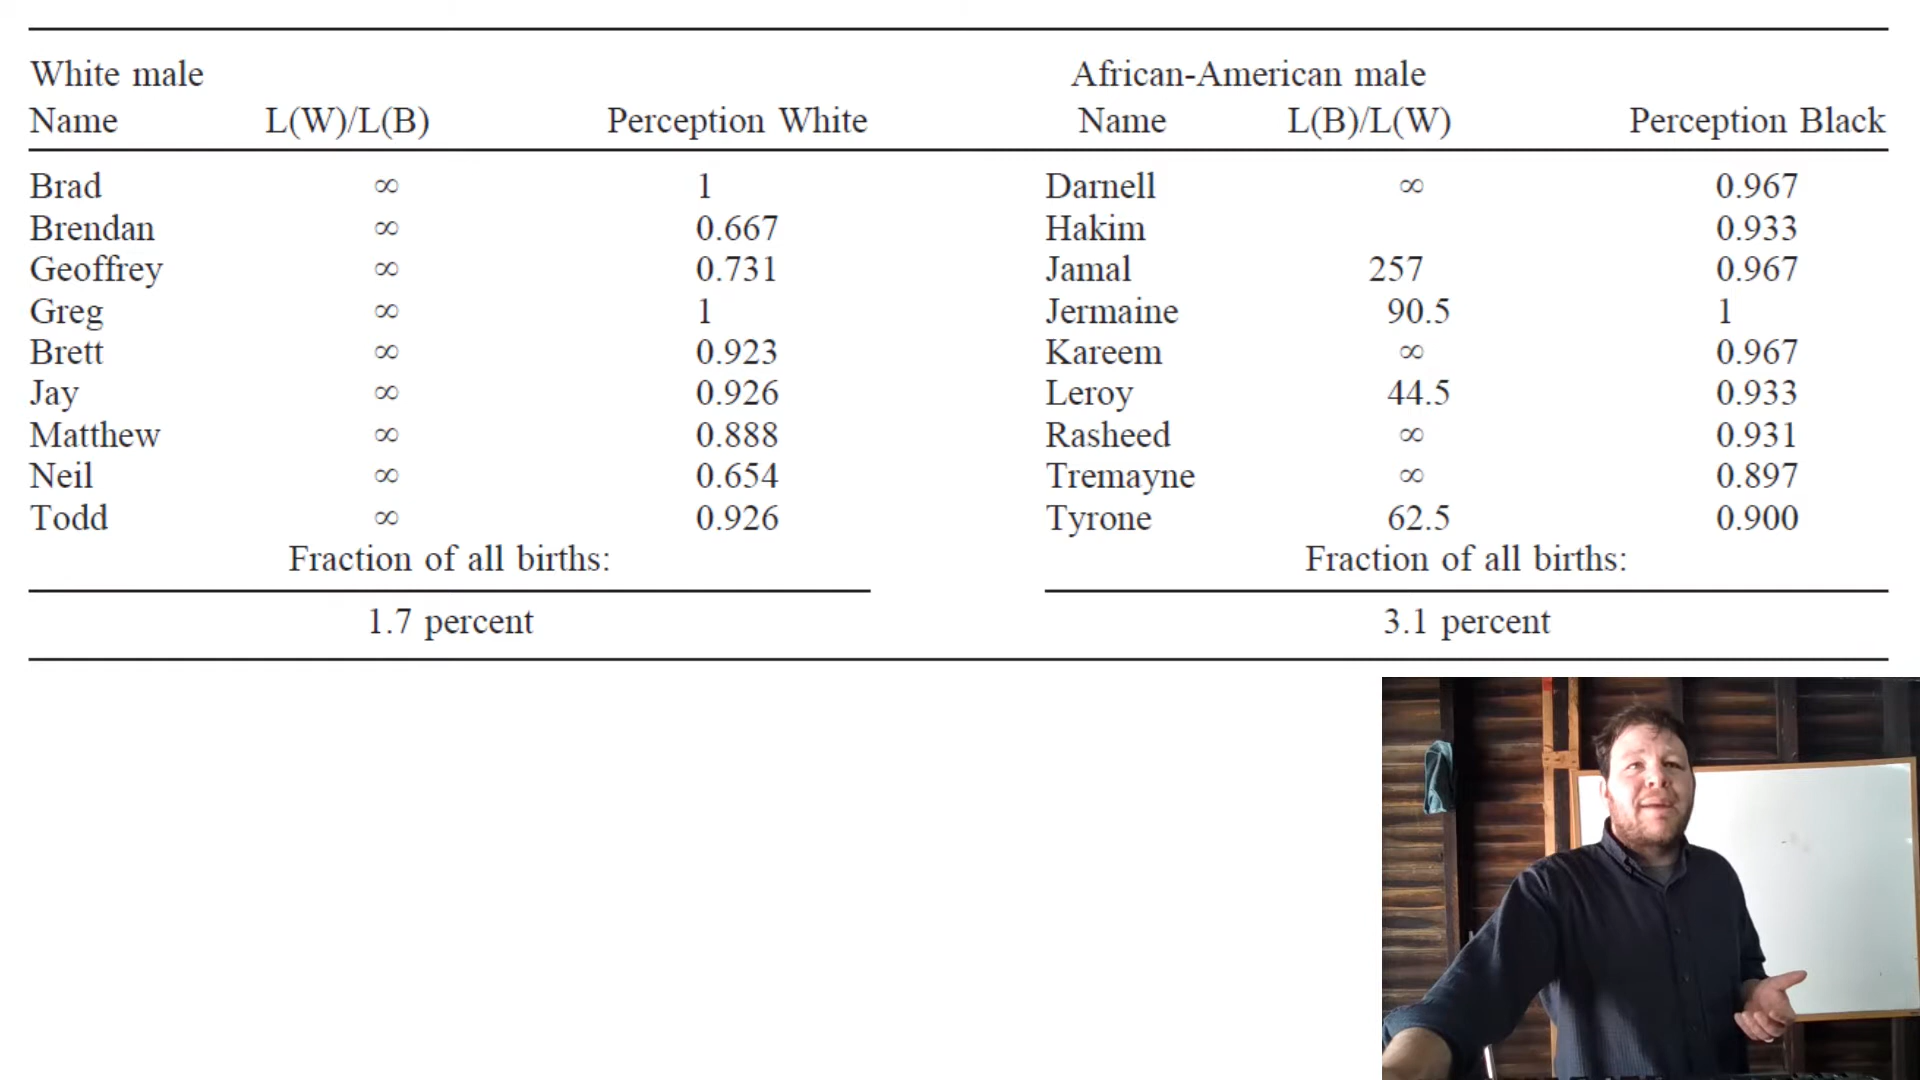 White male African-American male
Name L(W)/L(B) Perception White Name L(B)/L(W) Perception Black
Brad ∞ 1 Darnell ∞ 0.967
Brendan ∞ 0.667 Hakim 0.933
Geoffrey ∞ 0.731 Jamal 257 0.967
Greg ∞ 1 Jermaine 90.5 1
Brett ∞ 0.923 Kareem ∞ 0.967
Jay ∞ 0.926 Leroy 44.5 0.933
Matthew ∞ 0.888 Rasheed ∞ 0.931
Neil ∞ 0.654 Tremayne ∞ 0.897
Todd ∞ 0.926 Tyrone 62.5 0.900
Fraction of all births: Fraction of all births:
1.7 percent 3.1 percent